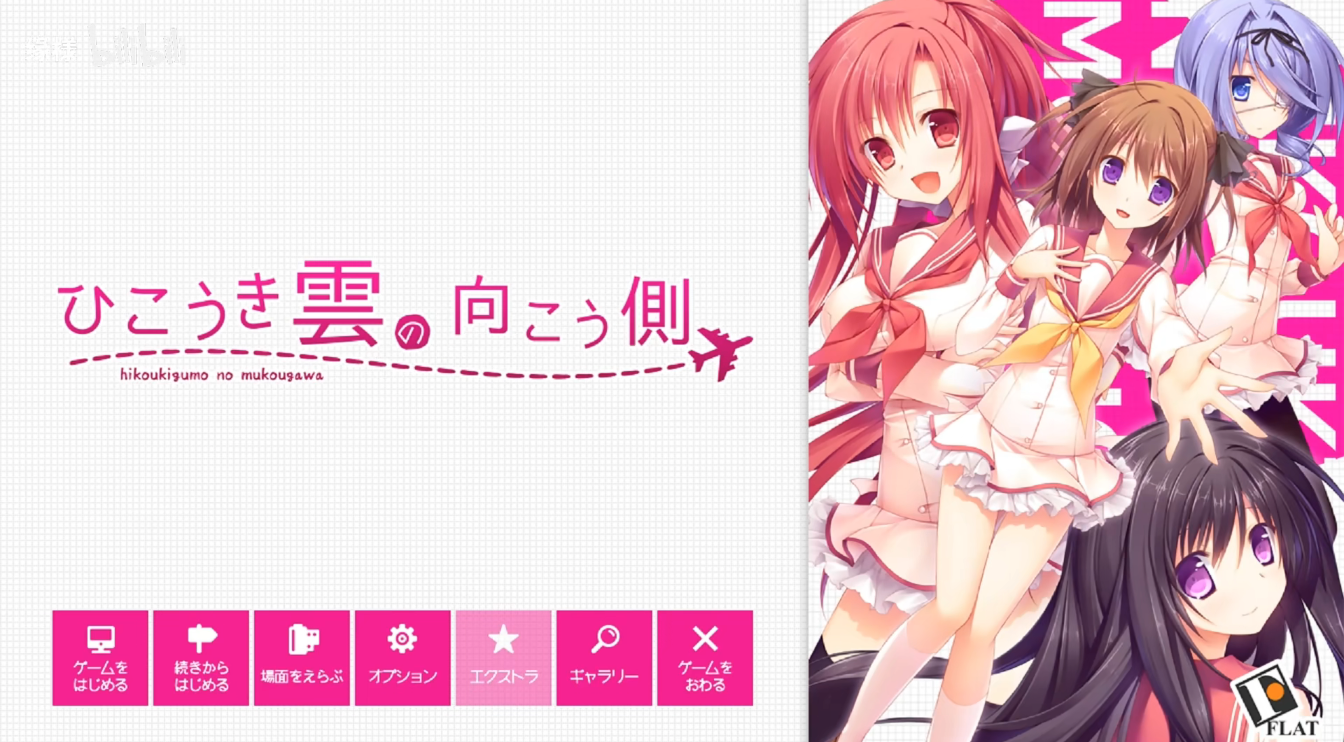 ひこうき雲の向こう側
hikoukigumo no mukougawa
ゲームを
はじめる
続きから
はじめる
場面をえらぶ
オプション
エクストラ
ギャラリー
ゲームを
おわる
FLAT